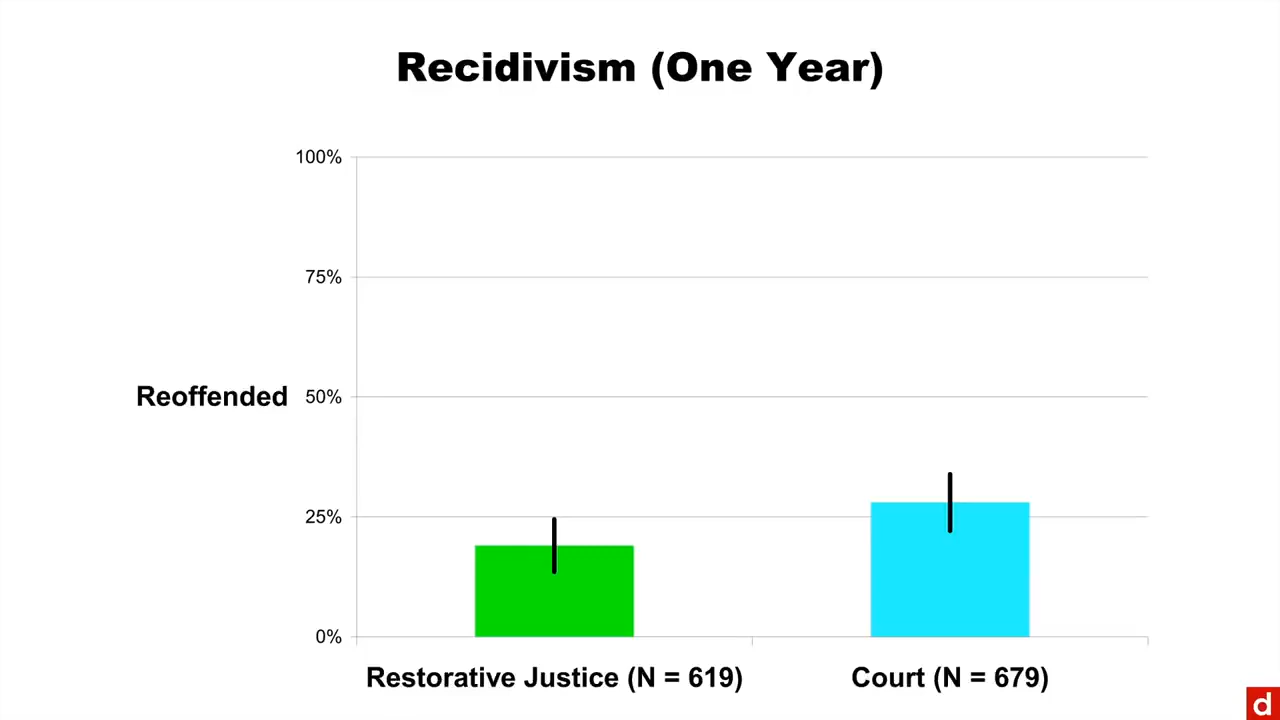 Recidivism (One Year)
100%
75%
Reoffended 50%
25%
0%
Restorative Justice (N = 619) Court (N = 679)
d